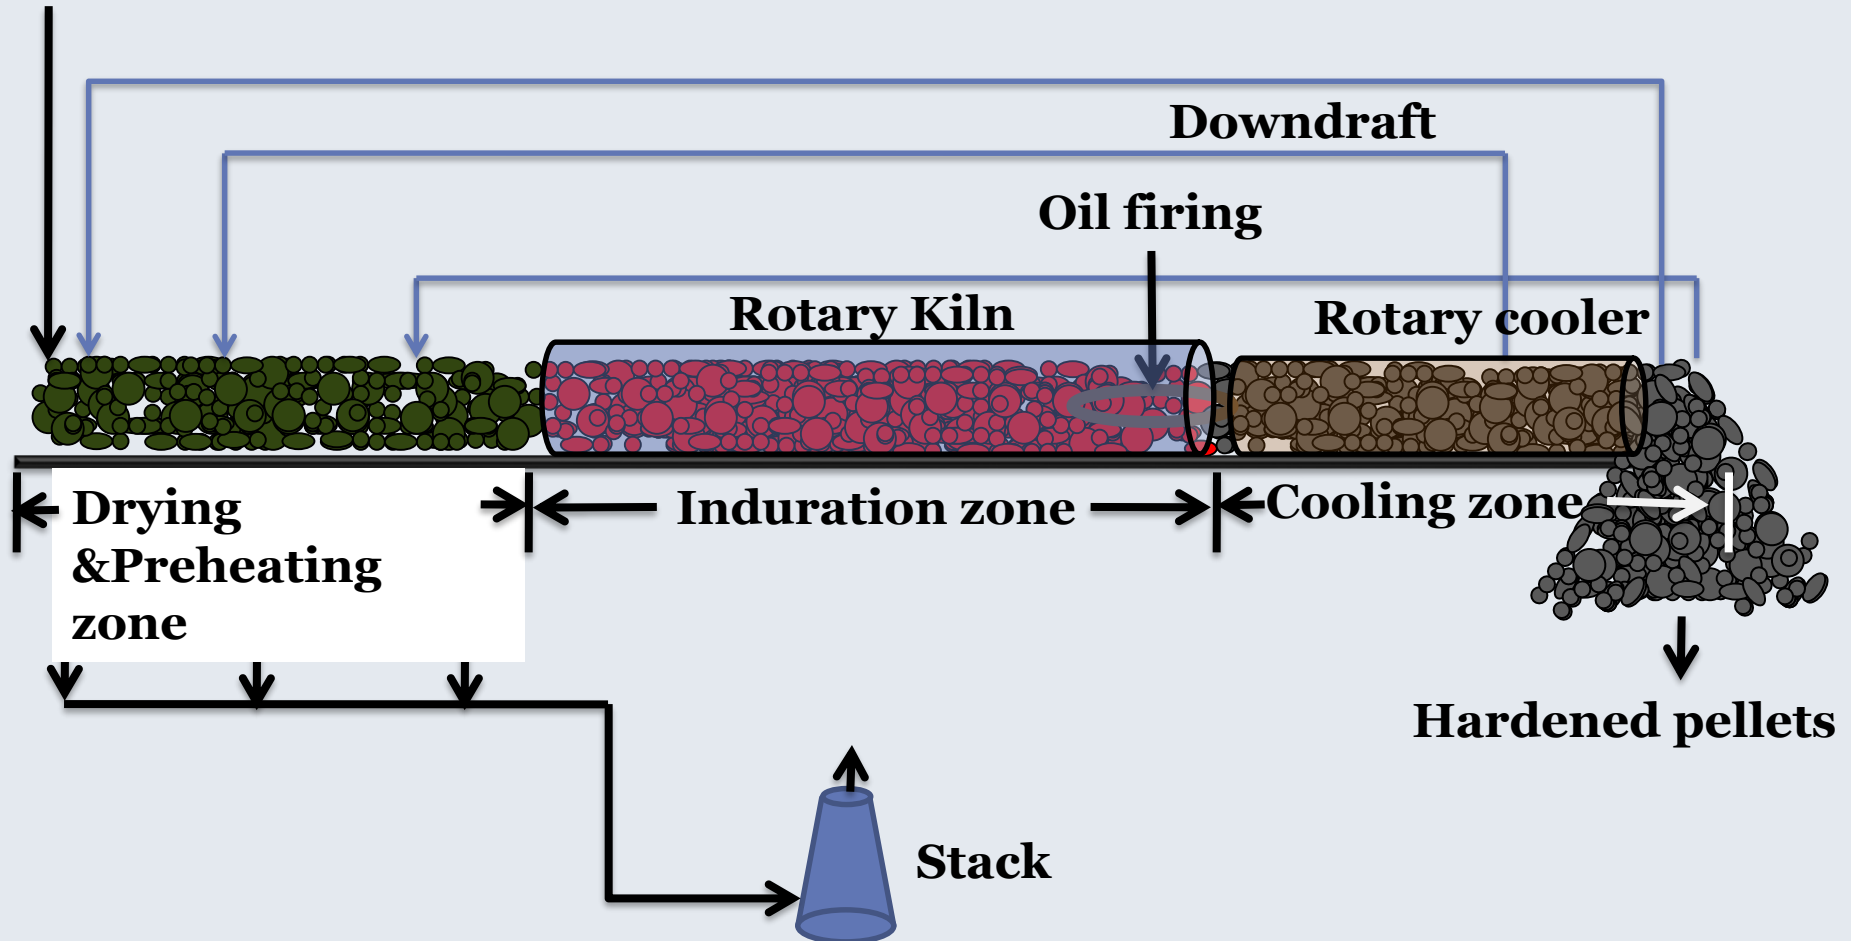 Downdraft
Oil firing
Rotary Kiln
Rotary cooler
Drying
&Preheating
zone
Induration zone
Cooling zone
Hardened pellets
Stack